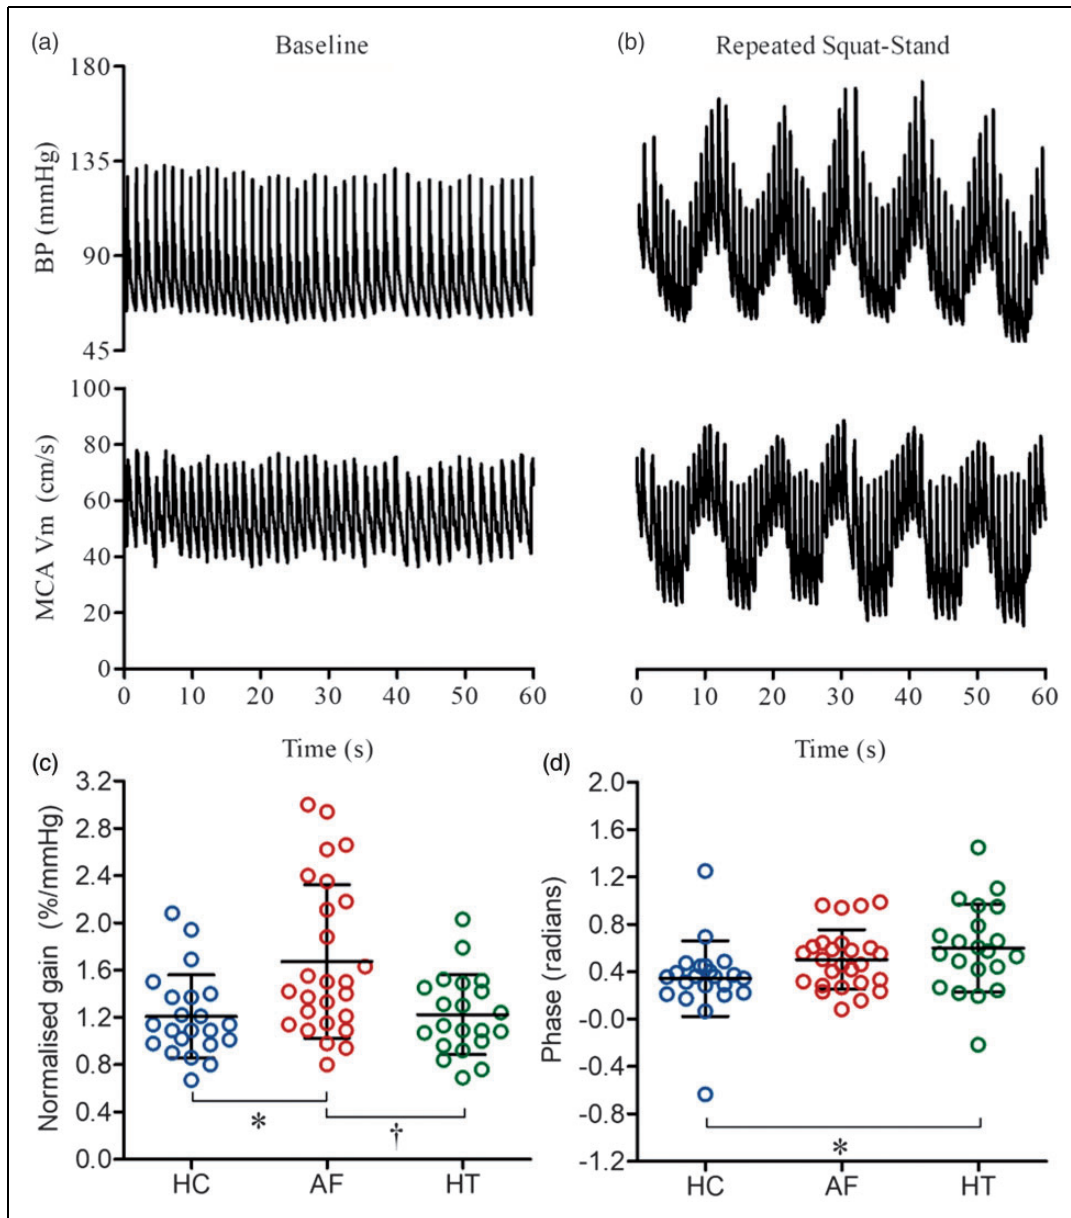 (a) Baseline
(b) Repeated Squat-Stand
BP (mmHg)
180
135
90
45
MCA Vm (cm/s)
100
80
60
40
20
0
0 10 20 30 40 50 60
0 10 20 30 40 50 60
Time (s)
Time (s)
(c)
Normalised gain (%/mmHg)
3.2
2.8
2.4
2.0
1.6
1.2
0.8
0.4
0.0
* †
HC AF HT
(d)
Phase (radians)
2.0
1.6
1.2
0.8
0.4
-0.0
-0.4
-0.8
-1.2
*
HC AF HT